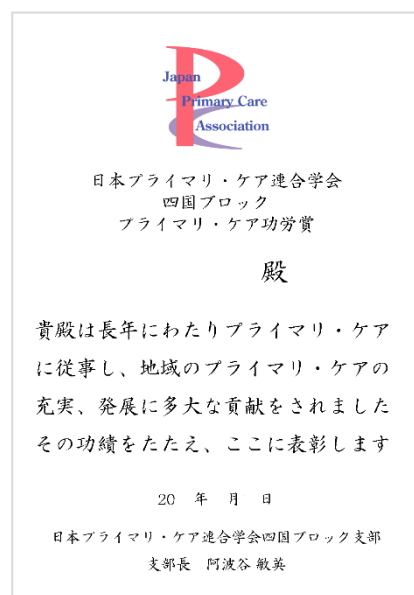 Japan
Primary Care
Association
日本プライマリ・ケア連合学会
四国ブロック
プライマリ・ケア功労賞
殿
貴殿は長年にわたりプライマリ・ケア
に従事し、地域のプライマリ・ケアの
充実、発展に多大な貢献をされました
その功績をたたえ、ここに表彰します
20 年 月 日
日本プライマリ・ケア連合学会四国ブロック支部
支部長 阿波谷 敏英